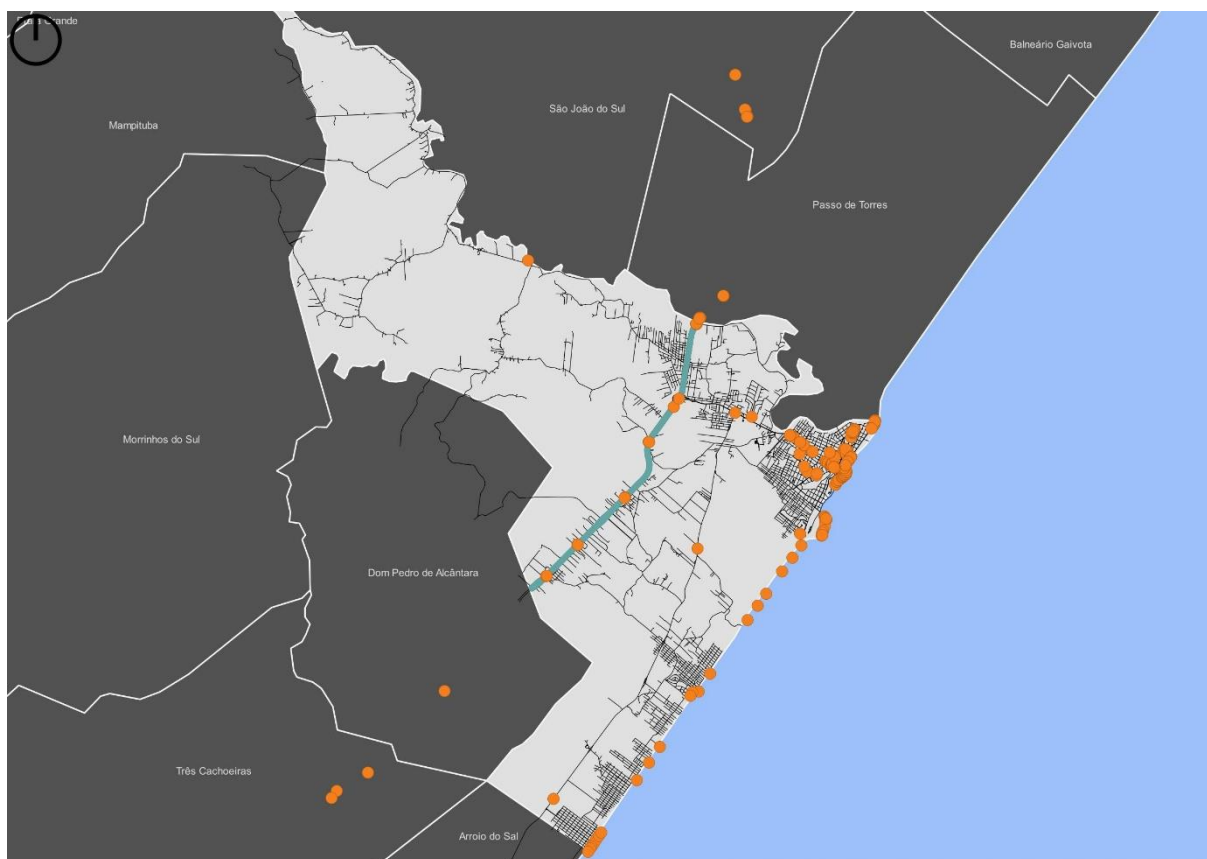 Grande
Balneário Gaivota
São João do Sul
Mampituba
Passo de Torres
Morrinhos do Sul
Dom Pedro de Alcântara
Três Cachoeiras
Arroio do Sal